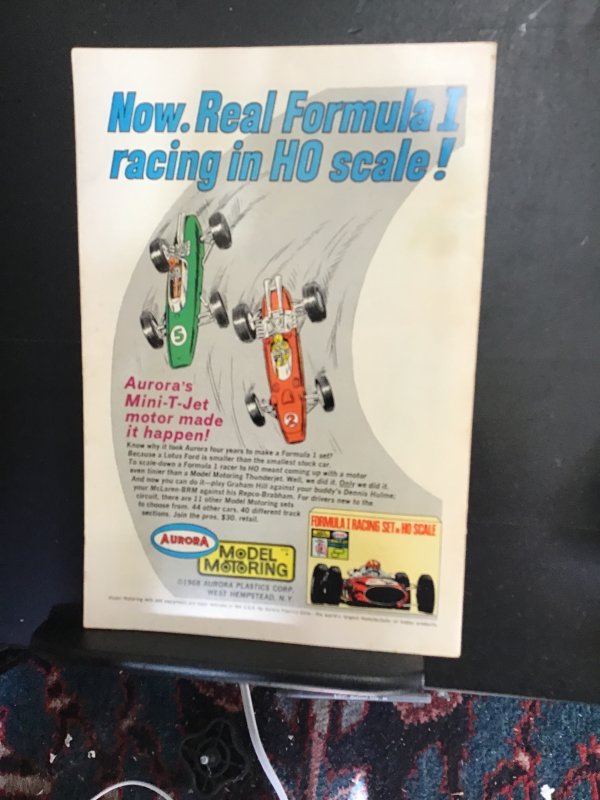 Now. Real Formula I
racing in HO scale!
5
2
Aurora's
Mini-T-Jet
motor made
it happen!
Know why it took Aurora four years to make a Formula 1 set?
Because a Lotus Ford is smaller than the smallest stock car.
To scale-down a Formula 1 racer to HO meant coming up with a motor
even tinier than a Model Motoring Thunderjet. Well, we did it. Only we did it.
And now you can do it—play Graham Hill against your buddy's Dennis Hulme;
your McLaren-BRM against his Repco-Brabham. For drivers new to the
circuit, there are 11 other Model Motoring sets
to choose from. 44 other cars. 40 different track
sections. Join the pros. $30. retail.
AURORA
MODEL
MOTORING
©1968 AURORA PLASTICS CORP.
WEST HEMPSTEAD, N.Y.
FORMULA I RACING SET in HO SCALE